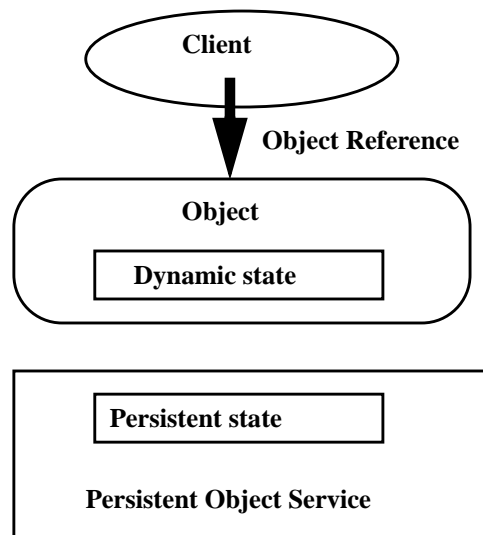 Client
Object Reference
Object
Dynamic state
Persistent state
Persistent Object Service